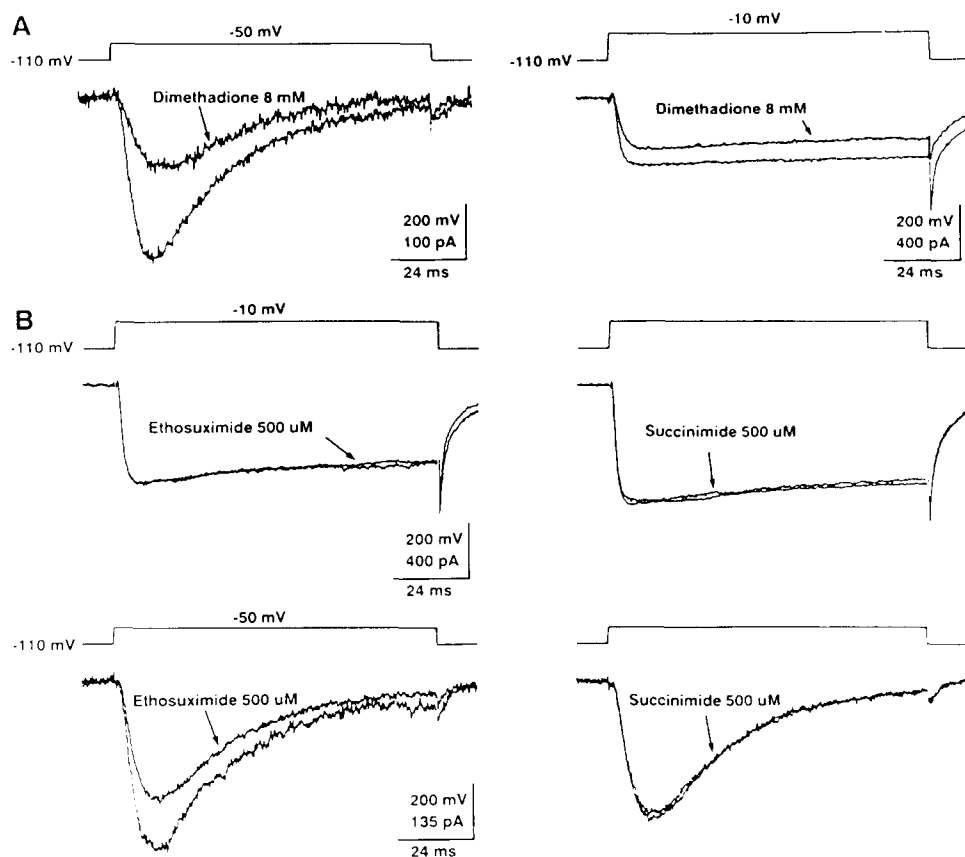 A
-50 mV
-110 mV
Dimethadione 8 mM
200 mV
100 pA
24 ms
-10 mV
-110 mV
Dimethadione 8 mM
200 mV
400 pA
24 ms
B
-10 mV
-110 mV
Ethosuximide 500 uM
200 mV
400 pA
24 ms
Succinimide 500 uM
-50 mV
-110 mV
Ethosuximide 500 uM
200 mV
135 pA
24 ms
Succinimide 500 uM